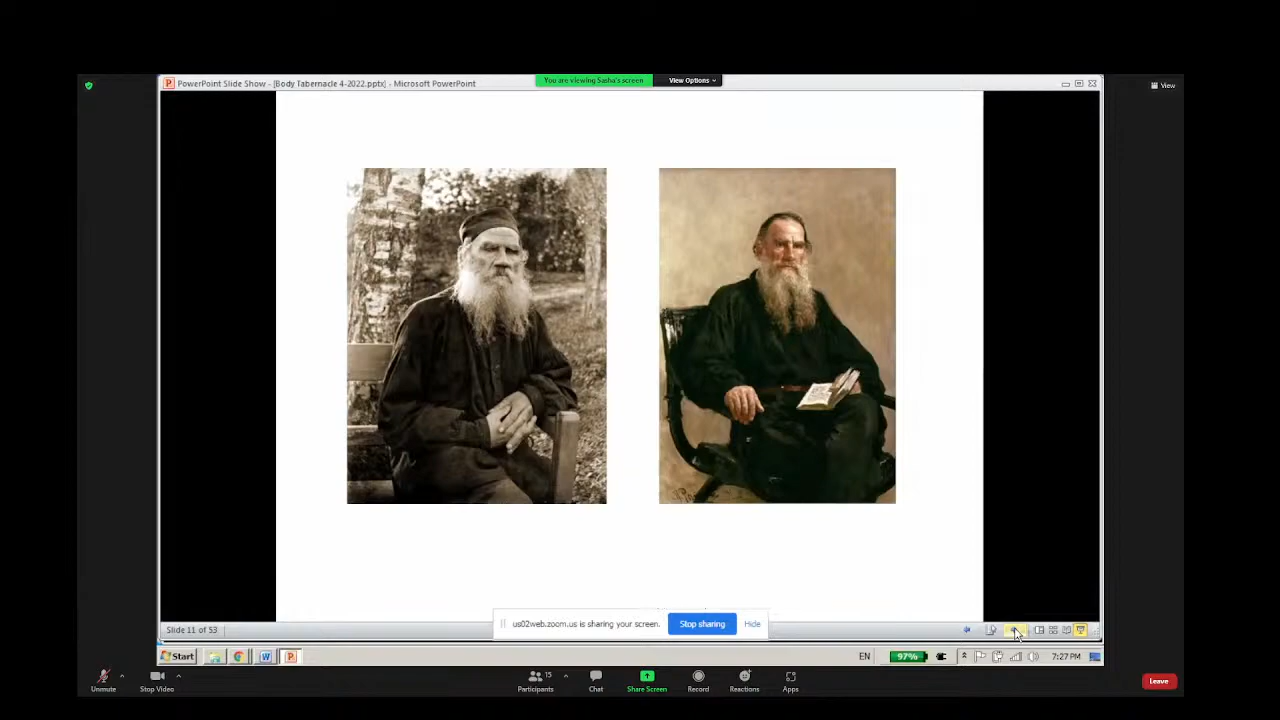 PowerPoint Slide Show - [Body Tabernacle 4-2022.pptx] - Microsoft PowerPoint
You are viewing Sasha's screen
View Options
View
us02web.zoom.us is sharing your screen.
Stop sharing
Hide
Slide 11 of 53
Start
EN
97%
7:27 PM
Unmute
Stop Video
Participants
15
Chat
Share Screen
Record
Reactions
Apps
Leave